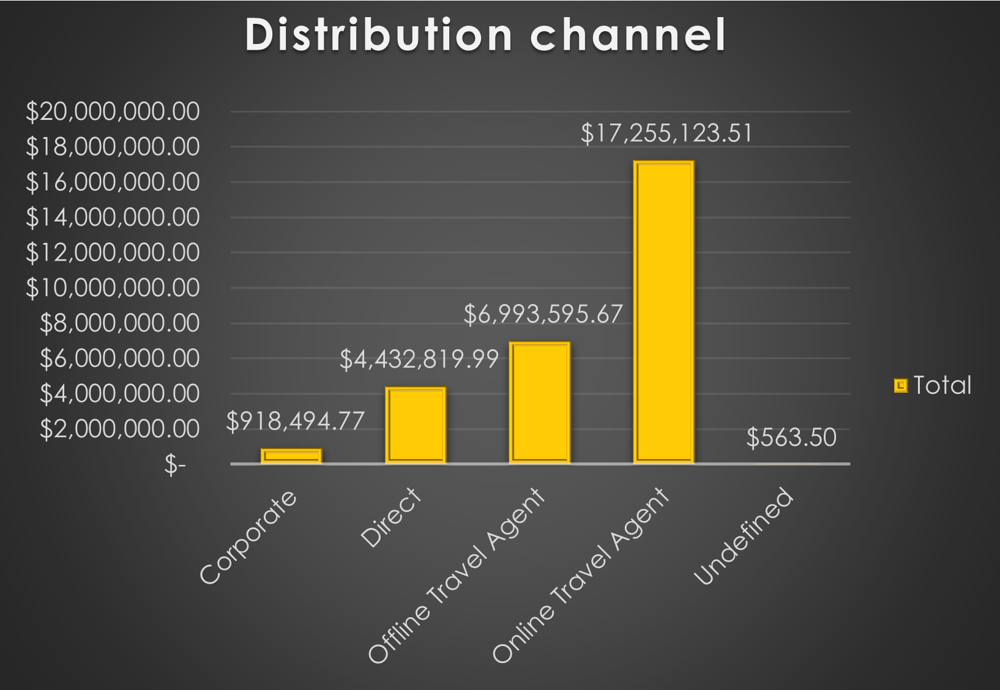 Distribution channel
$20,000,000.00
$18,000,000.00
$16,000,000.00
$14,000,000.00
$12,000,000.00
$10,000,000.00
$8,000,000.00
$6,000,000.00
$4,000,000.00
$2,000,000.00
$-
$918,494.77
$4,432,819.99
$6,993,595.67
$17,255,123.51
$563.50
Corporate
Direct
Offline Travel Agent
Online Travel Agent
Undefined
Total